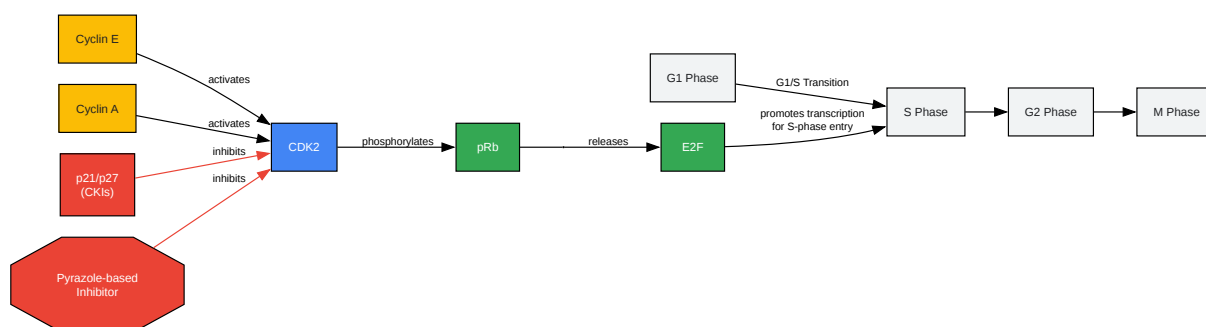 Cyclin E
activates
Cyclin A
activates
p21/p27
(CKIs)
inhibits
Pyrazole-based
Inhibitor
inhibits
CDK2
phosphorylates
pRb
releases
E2F
promotes transcription
for S-phase entry
G1 Phase
G1/S Transition
S Phase
G2 Phase
M Phase